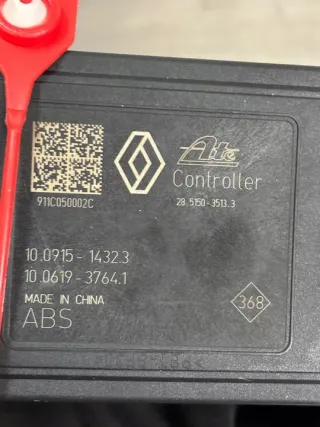 Ate
Controller
911C050002C
28.5150-3513.3
10.0915-1432.3
10.0619-3764.1
MADE IN CHINA
368
ABS